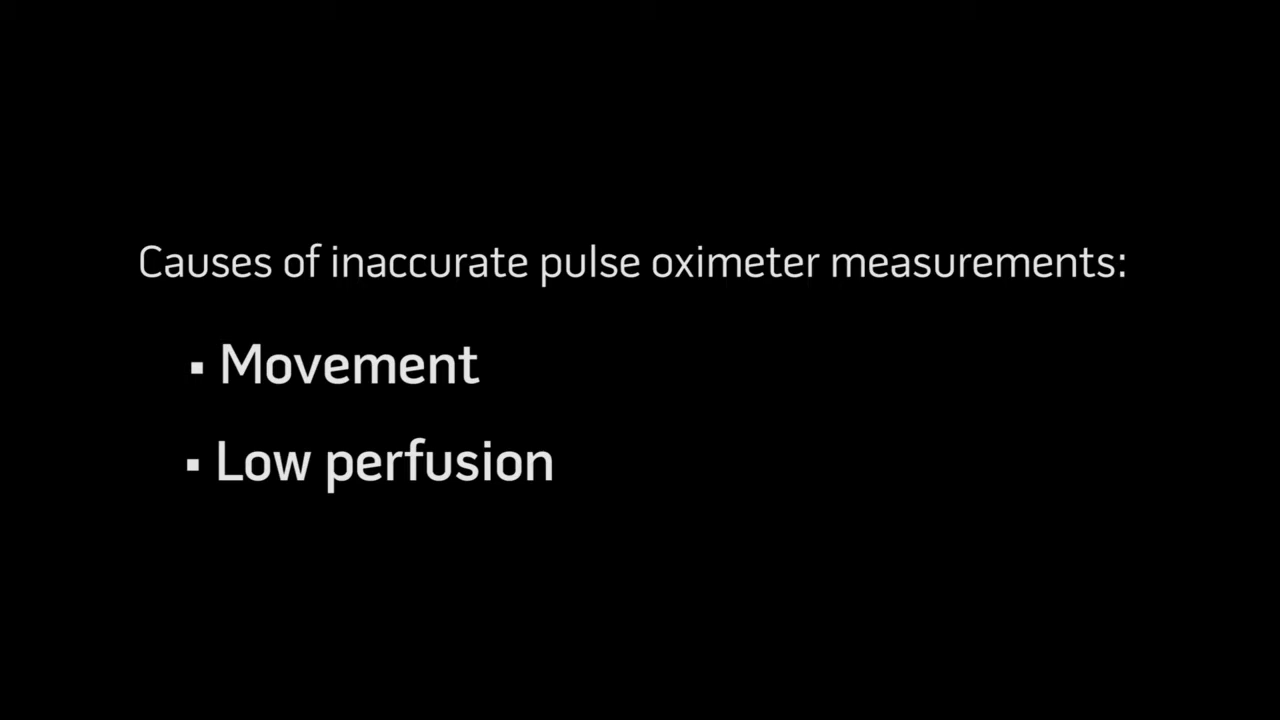 Causes of inaccurate pulse oximeter measurements:
▪ Movement
▪ Low perfusion